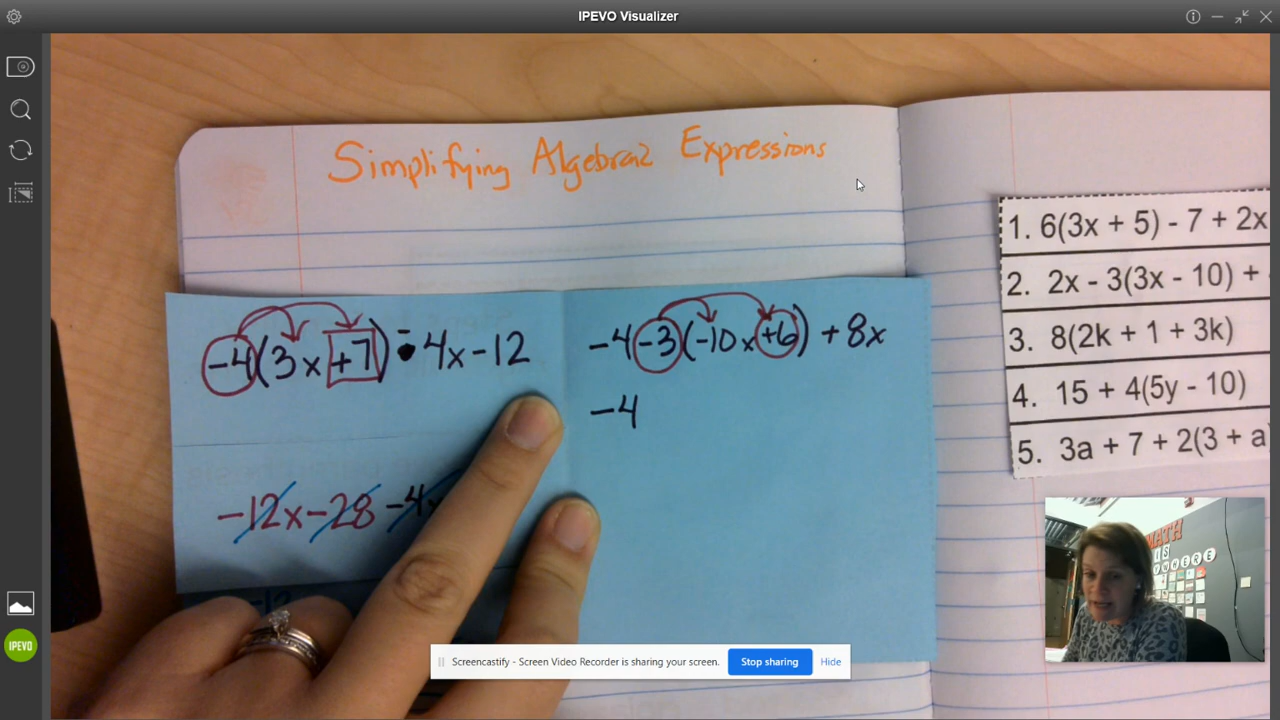 IPEVO Visualizer
Simplifying Algebraic Expressions
-4(3x+7)-4x-12
-12x-28-4x
-12
-4-3(-10x+6)+8x
-4
1. 6(3x + 5) - 7 + 2x
2. 2x - 3(3x - 10) +
3. 8(2k + 1 + 3k)
4. 15 + 4(5y - 10)
5. 3a + 7 + 2(3 + a
MATH
IS
IPEVO
Screencastify - Screen Video Recorder is sharing your screen.
Stop sharing
Hide